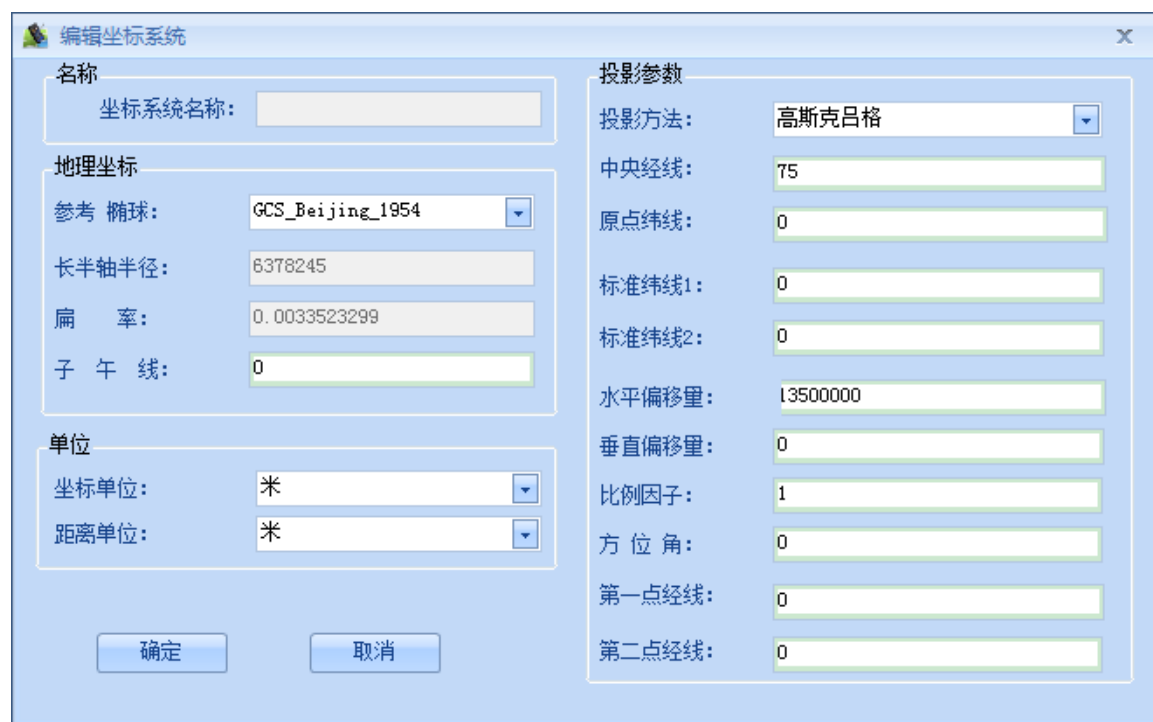 编辑坐标系统
名称
坐标系统名称：
地理坐标
参考 椭球： GCS_Beijing_1954
长半轴半径： 6378245
扁 率： 0.0033523299
子 午 线： 0
单位
坐标单位： 米
距离单位： 米
确定 取消
投影参数
投影方法： 高斯克吕格
中央经线： 75
原点纬线： 0
标准纬线1： 0
标准纬线2： 0
水平偏移量： 13500000
垂直偏移量： 0
比例因子： 1
方 位 角： 0
第一点经线： 0
第二点经线： 0